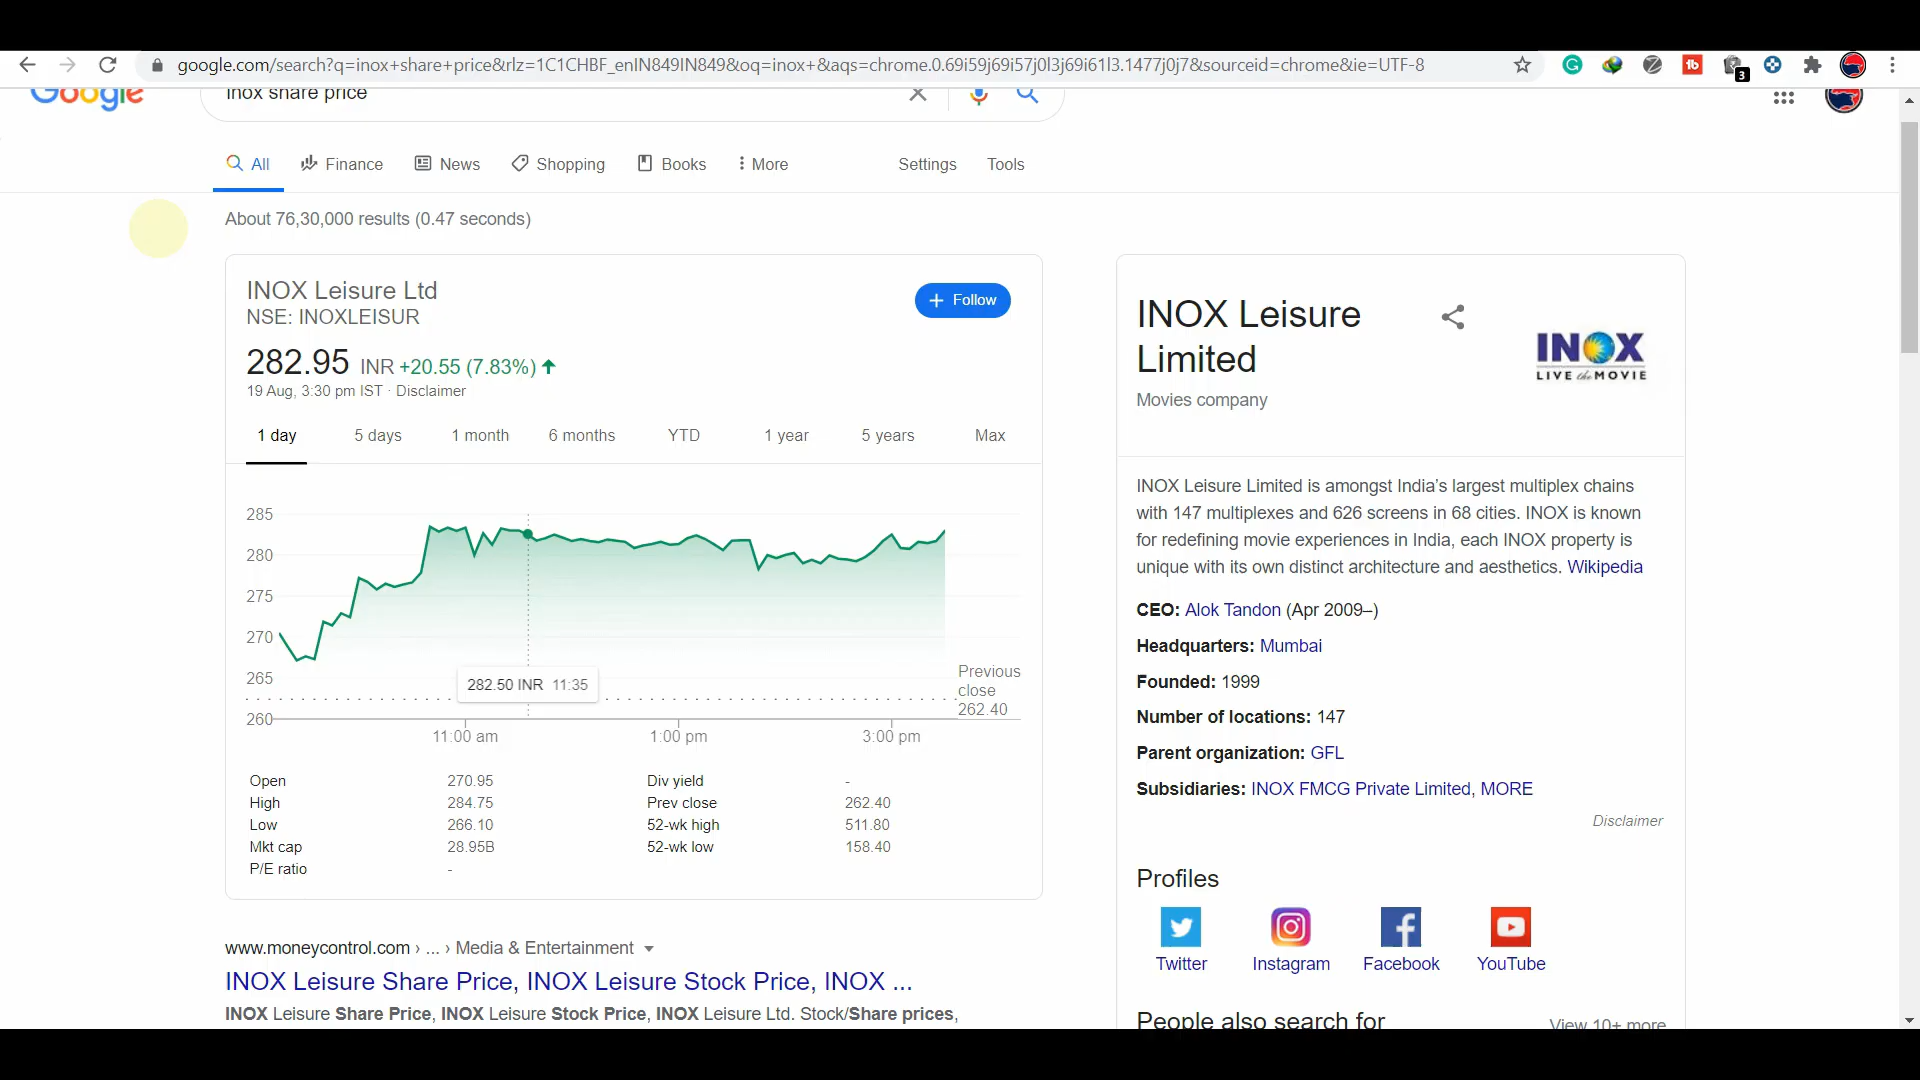 google.com/search?q=inox+share+price&rlz=1C1CHBF_enIN849IN849&oq=inox+&aqs=chrome.0.69i59j69i57j0l3j69i61l3.1477j0j7&sourceid=chrome&ie=UTF-8
3
Google
inox share price
All Finance News Shopping Books More Settings Tools
About 76,30,000 results (0.47 seconds)
INOX Leisure Ltd
NSE: INOXLEISUR
+ Follow
282.95 INR +20.55 (7.83%)
19 Aug, 3:30 pm IST · Disclaimer
1 day 5 days 1 month 6 months YTD 1 year 5 years Max
285
280
275
270
265
260
282.50 INR 11:35
Previous
close
262.40
11:00 am 1:00 pm 3:00 pm
Open 270.95 Div yield -
High 284.75 Prev close 262.40
Low 266.10 52-wk high 511.80
Mkt cap 28.95B 52-wk low 158.40
P/E ratio -
www.moneycontrol.com › ... › Media & Entertainment
INOX Leisure Share Price, INOX Leisure Stock Price, INOX ...
INOX Leisure Share Price, INOX Leisure Stock Price, INOX Leisure Ltd. Stock/Share prices,
INOX Leisure
Limited
Movies company
INOX
LIVE the MOVIE
INOX Leisure Limited is amongst India's largest multiplex chains
with 147 multiplexes and 626 screens in 68 cities. INOX is known
for redefining movie experiences in India, each INOX property is
unique with its own distinct architecture and aesthetics. Wikipedia
CEO: Alok Tandon (Apr 2009–)
Headquarters: Mumbai
Founded: 1999
Number of locations: 147
Parent organization: GFL
Subsidiaries: INOX FMCG Private Limited, MORE
Disclaimer
Profiles
Twitter Instagram Facebook YouTube
People also search for View 10+ more